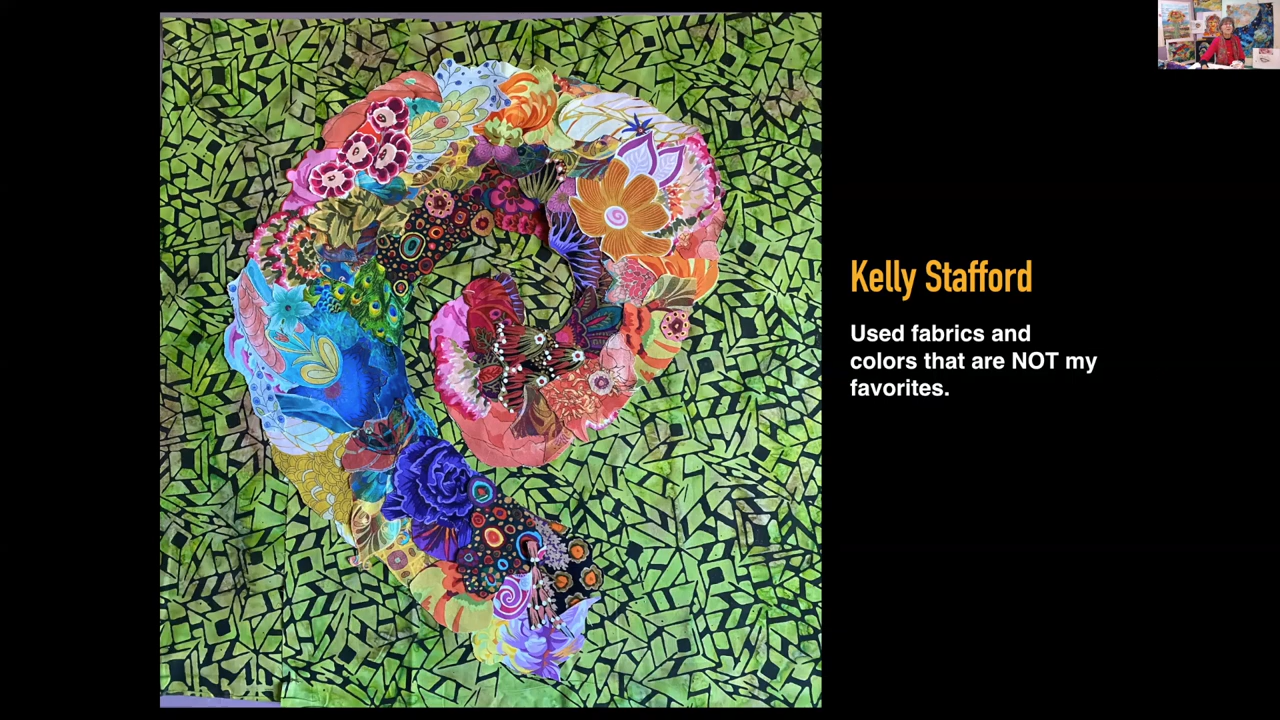 Kelly Stafford
Used fabrics and
colors that are NOT my
favorites.